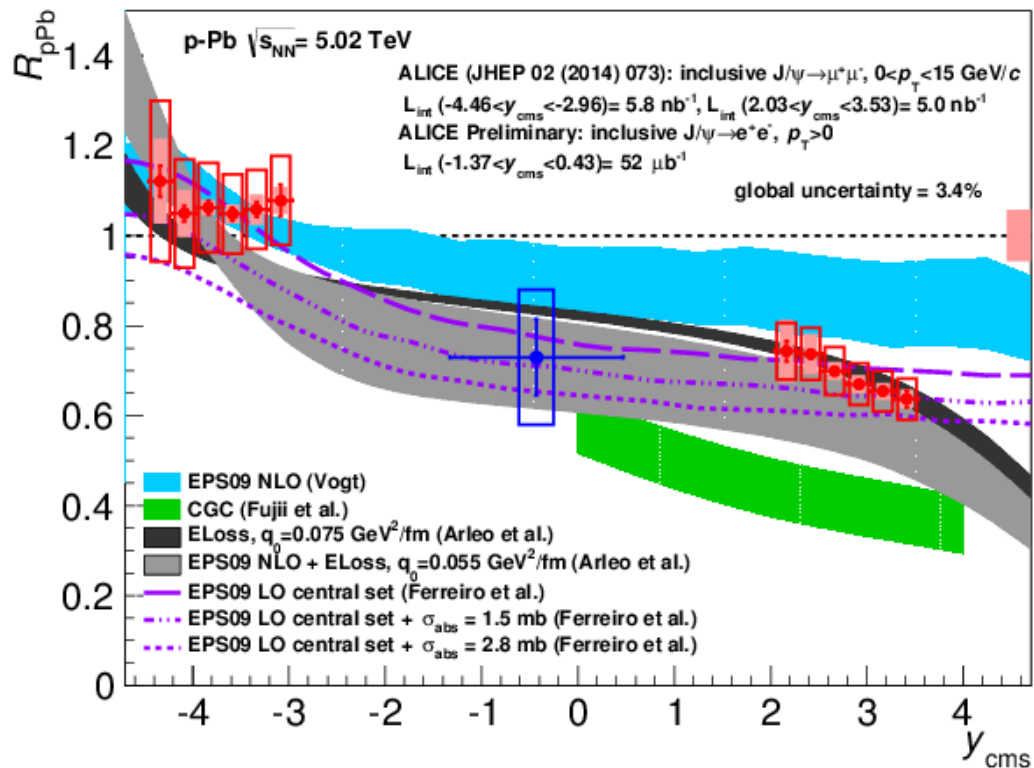 R_pPb
p-Pb √s_NN = 5.02 TeV
ALICE (JHEP 02 (2014) 073): inclusive J/ψ→μ⁺μ⁻, 0<p_T<15 GeV/c
L_int (-4.46<y_cms<-2.96)= 5.8 nb⁻¹, L_int (2.03<y_cms<3.53)= 5.0 nb⁻¹
ALICE Preliminary: inclusive J/ψ→e⁺e⁻, p_T>0
L_int (-1.37<y_cms<0.43)= 52 μb⁻¹
global uncertainty = 3.4%
1.4
1.2
1
0.8
0.6
0.4
0.2
0
EPS09 NLO (Vogt)
CGC (Fujii et al.)
ELoss, q_0=0.075 GeV²/fm (Arleo et al.)
EPS09 NLO + ELoss, q_0=0.055 GeV²/fm (Arleo et al.)
EPS09 LO central set (Ferreiro et al.)
EPS09 LO central set + σ_abs = 1.5 mb (Ferreiro et al.)
EPS09 LO central set + σ_abs = 2.8 mb (Ferreiro et al.)
-4 -3 -2 -1 0 1 2 3 4
y_cms